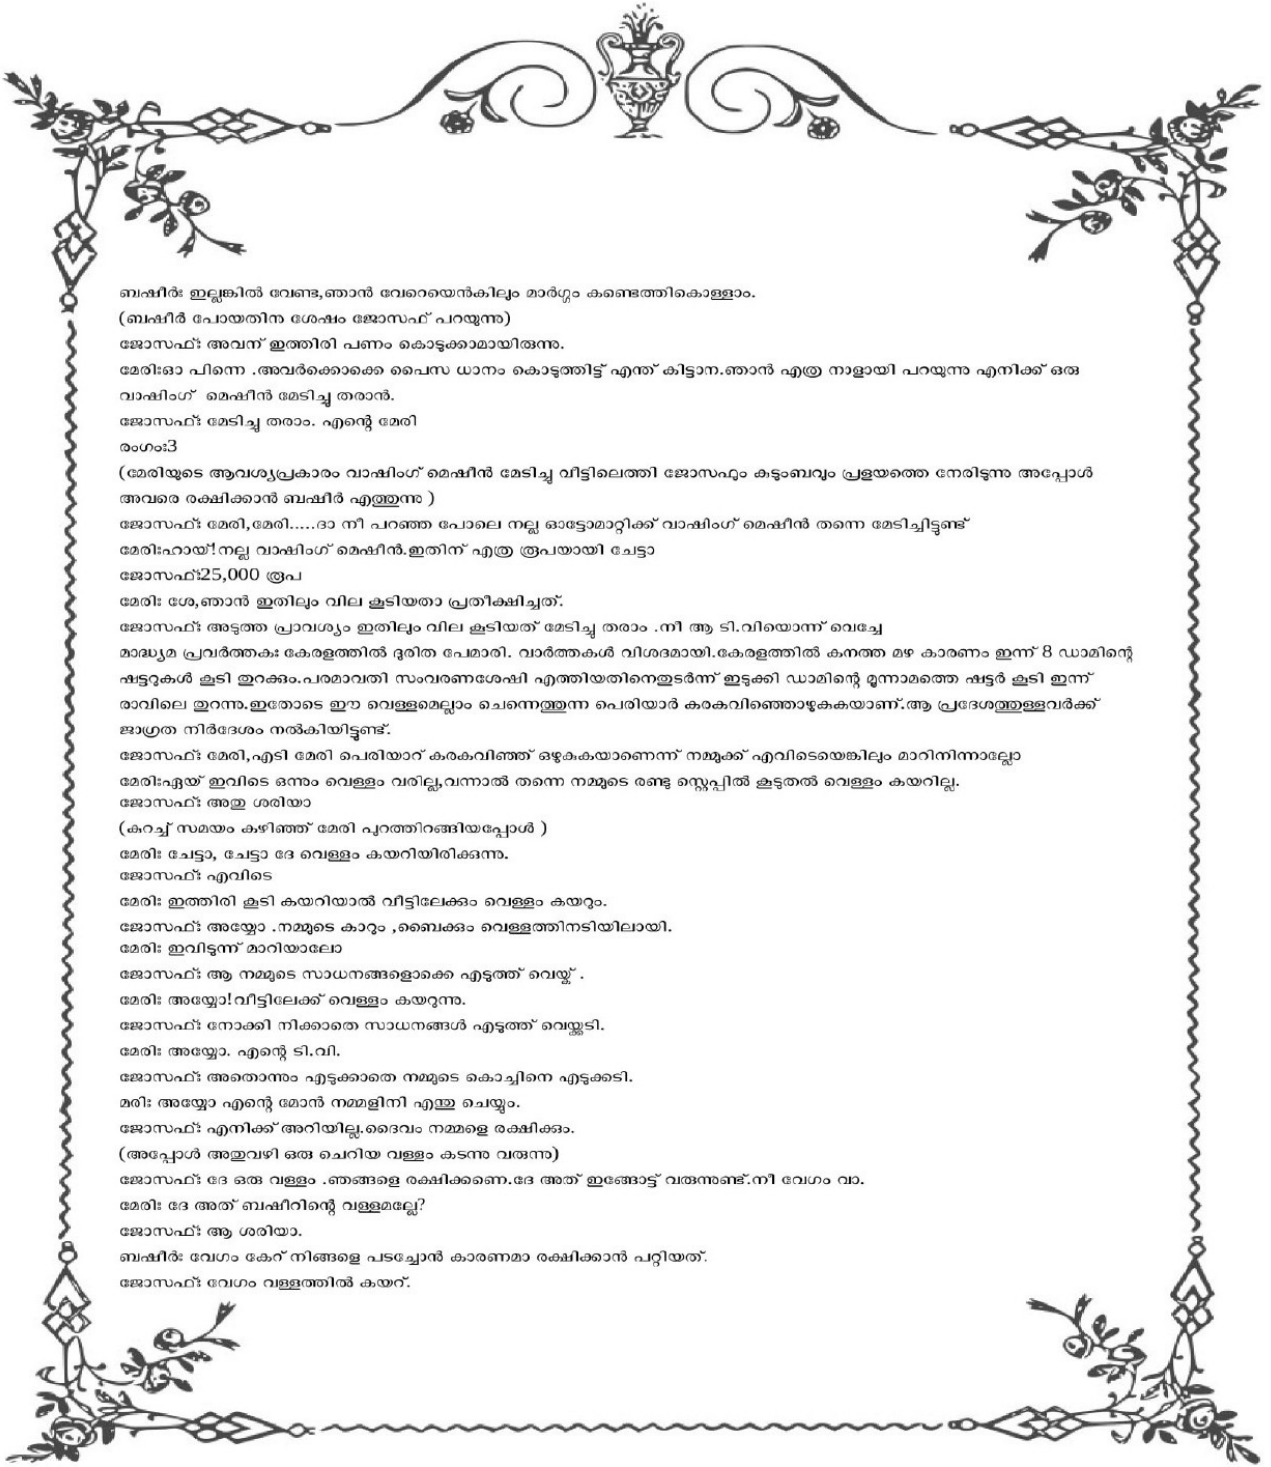 ബഷീർഃ ഇല്ലങ്കിൽ വേണ്ട,ഞാൻ വേറെയെൻകിലും മാർഗ്ഗം കണ്ടെത്തികൊള്ളാം.
(ബഷീർ പോയതിന ശേഷം ജോസഫ് പറയുന്നു)
ജോസഫ്ഃ അവന് ഇത്തിരി പണം കൊടുക്കാമായിരുന്നു.
മേരിഃഓ പിന്നെ .അവർക്കൊക്കെ പൈസ ധാനം കൊടുത്തിട്ട് എന്ത് കിട്ടാന.ഞാൻ എത്ര നാളായി പറയുന്നു എനിക്ക് ഒരു
വാഷിംഗ് മെഷീൻ മേടിച്ചു തരാൻ.
ജോസഫ്ഃ മേടിച്ചു തരാം. എന്റെ മേരി
രംഗംഃ3
(മേരിയുടെ ആവശ്യപ്രകാരം വാഷിംഗ് മെഷീൻ മേടിച്ചു വീട്ടിലെത്തി ജോസഫും കുടുംബവും പ്രളയത്തെ നേരിടുന്നു അപ്പോൾ
അവരെ രക്ഷിക്കാൻ ബഷീർ എത്തുന്നു )
ജോസഫ്ഃ മേരി,മേരി.....ദാ നീ പറഞ്ഞ പോലെ നല്ല ഓട്ടോമാറ്റിക്ക് വാഷിംഗ് മെഷീൻ തന്നെ മേടിച്ചിട്ടുണ്ട്
മേരിഃഹായ്!നല്ല വാഷിംഗ് മെഷീൻ.ഇതിന് എത്ര രൂപയായി ചേട്ടാ
ജോസഫ്ഃ25,000 രൂപ
മേരിഃ ശേ,ഞാൻ ഇതിലും വില കൂടിയതാ പ്രതീക്ഷിച്ചത്.
ജോസഫ്ഃ അടുത്ത പ്രാവശ്യം ഇതിലും വില കൂടിയത് മേടിച്ചു തരാം .നീ ആ ടി.വിയൊന്ന് വെച്ചേ
മാദ്ധ്യമ പ്രവർത്തകഃ കേരളത്തിൽ ദുരിത പേമാരി. വാർത്തകൾ വിശദമായി.കേരളത്തിൽ കനത്ത മഴ കാരണം ഇന്ന് 8 ഡാമിന്റെ
ഷട്ടറുകൾ കൂടി തുറക്കും.പരമാവതി സംവരണശേഷി എത്തിയതിനെതുടർന്ന് ഇടുക്കി ഡാമിന്റെ മൂന്നാമത്തെ ഷട്ടർ കൂടി ഇന്ന്
രാവിലെ തുറന്നു.ഇതോടെ ഈ വെള്ളമെല്ലാം ചെന്നെത്തുന്ന പെരിയാർ കരകവിഞ്ഞൊഴുകുകയാണ്.ആ പ്രദേശത്തുള്ളവർക്ക്
ജാഗ്രത നിർദേശം നൽകിയിട്ടുണ്ട്.
ജോസഫ്ഃ മേരി,എടി മേരി പെരിയാറ് കരകവിഞ്ഞ് ഒഴുകുകയാണെന്ന് നമ്മുക്ക് എവിടെയെങ്കിലും മാറിനിന്നാല്ലോ
മേരിഃഏയ് ഇവിടെ ഒന്നും വെള്ളം വരില്ല,വന്നാൽ തന്നെ നമ്മുടെ രണ്ടു സ്റ്റെപ്പിൽ കൂടുതൽ വെള്ളം കയറില്ല.
ജോസഫ്ഃ അതു ശരിയാ
(കുറച്ച് സമയം കഴിഞ്ഞ് മേരി പുറത്തിറങ്ങിയപ്പോൾ )
മേരിഃ ചേട്ടാ, ചേട്ടാ ദേ വെള്ളം കയറിയിരിക്കുന്നു.
ജോസഫ്ഃ എവിടെ
മേരിഃ ഇത്തിരി കൂടി കയറിയാൽ വീട്ടിലേക്കും വെള്ളം കയറും.
ജോസഫ്ഃ അയ്യോ .നമ്മുടെ കാറും ,ബൈക്കും വെള്ളത്തിനടിയിലായി.
മേരിഃ ഇവിടുന്ന് മാറിയാലോ
ജോസഫ്ഃ ആ നമ്മുടെ സാധനങ്ങളൊക്കെ എടുത്ത് വെയ്ക്ക് .
മേരിഃ അയ്യോ!വീട്ടിലേക്ക് വെള്ളം കയറുന്നു.
ജോസഫ്ഃ നോക്കി നിക്കാതെ സാധനങ്ങൾ എടുത്ത് വെയ്ക്കടി.
മേരിഃ അയ്യോ. എന്റെ ടി.വി.
ജോസഫ്ഃ അതൊന്നും എടുക്കാതെ നമ്മുടെ കൊച്ചിനെ എടുക്കടി.
മരിഃ അയ്യോ എന്റെ മോൻ നമ്മളിനി എന്തു ചെയ്യും.
ജോസഫ്ഃ എനിക്ക് അറിയില്ല.ദൈവം നമ്മളെ രക്ഷിക്കും.
(അപ്പോൾ അതുവഴി ഒരു ചെറിയ വള്ളം കടന്നു വരുന്നു)
ജോസഫ്ഃ ദേ ഒരു വള്ളം .ഞങ്ങളെ രക്ഷിക്കണെ.ദേ അത് ഇങ്ങോട്ട് വരുന്നുണ്ട്.നീ വേഗം വാ.
മേരിഃ ദേ അത് ബഷീറിന്റെ വള്ളമല്ലേ?
ജോസഫ്ഃ ആ ശരിയാ.
ബഷീർഃ വേഗം കേറ് നിങ്ങളെ പടച്ചോൻ കാരണമാ രക്ഷിക്കാൻ പറ്റിയത്.
ജോസഫ്ഃ വേഗം വള്ളത്തിൽ കയറ്.